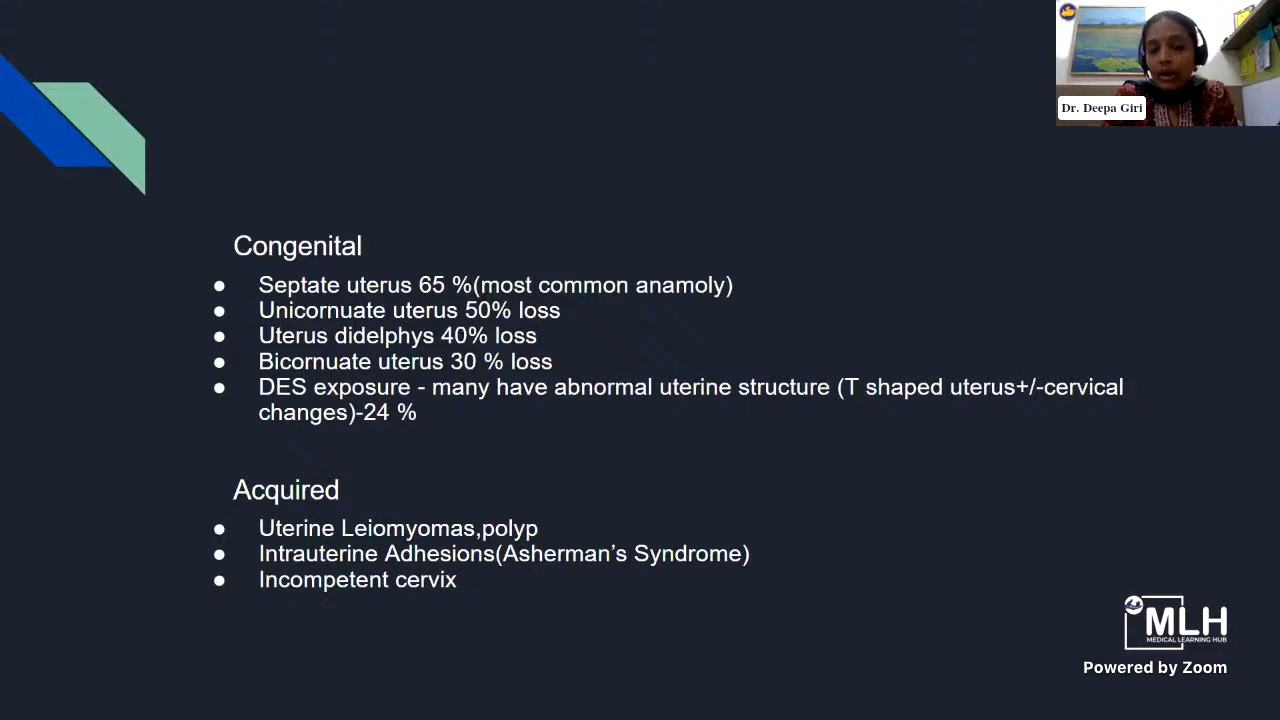 Dr. Deepa Giri
Congenital
● Septate uterus 65 %(most common anamoly)
● Unicornuate uterus 50% loss
● Uterus didelphys 40% loss
● Bicornuate uterus 30 % loss
● DES exposure - many have abnormal uterine structure (T shaped uterus+/-cervical
changes)-24 %
Acquired
● Uterine Leiomyomas,polyp
● Intrauterine Adhesions(Asherman’s Syndrome)
● Incompetent cervix
MLH
MEDICAL LEARNING HUB
Powered by Zoom